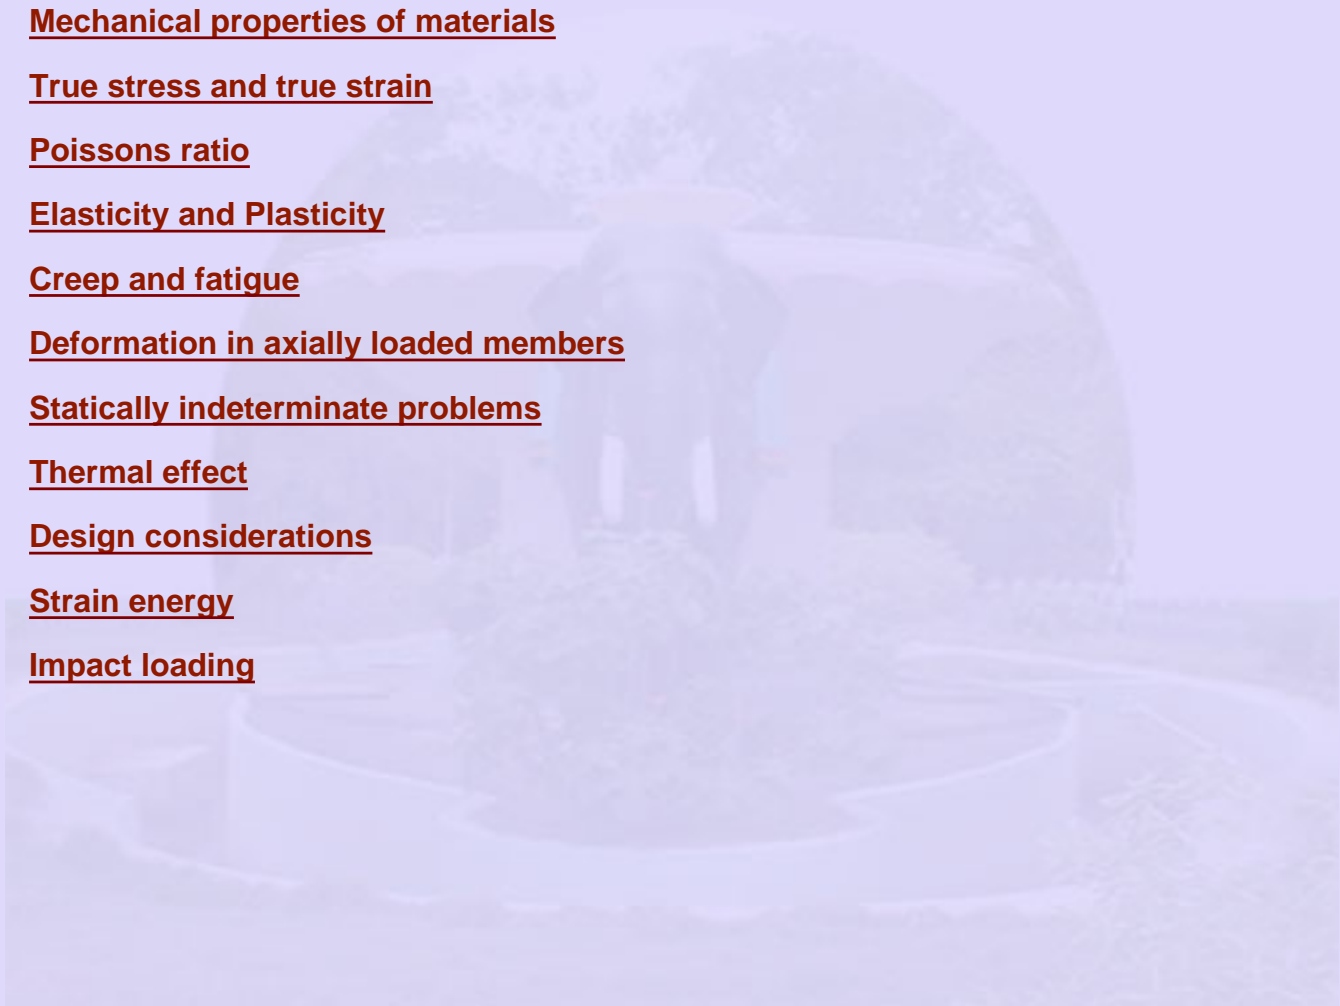 Mechanical properties of materials
True stress and true strain
Poissons ratio
Elasticity and Plasticity
Creep and fatigue
Deformation in axially loaded members
Statically indeterminate problems
Thermal effect
Design considerations
Strain energy
Impact loading